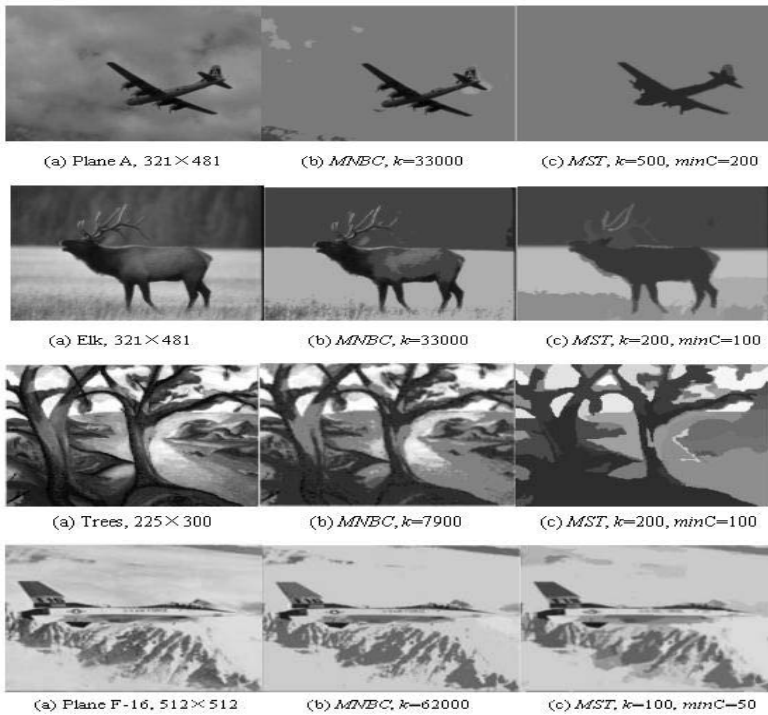 (a) Plane A, 321×481 (b) MNBC, k=33000 (c) MST, k=500, minC=200
(a) Elk, 321×481 (b) MNBC, k=33000 (c) MST, k=200, minC=100
(a) Trees, 225×300 (b) MNBC, k=7900 (c) MST, k=200, minC=100
(a) Plane F-16, 512×512 (b) MNBC, k=62000 (c) MST, k=100, minC=50